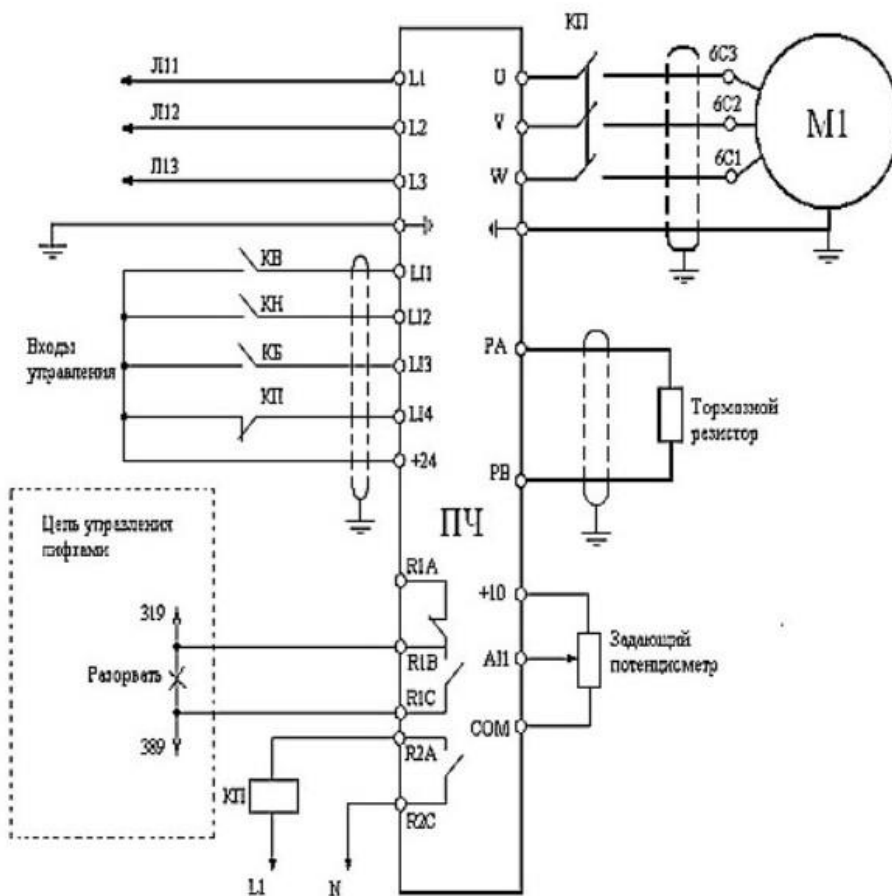 КП
Л11
L1
U
6С3
Л12
L2
V
6С2
М1
Л13
L3
W
6С1
КВ
LI1
КН
LI2
Входы
управления
КБ
LI3
PA
КП
LI4
Тормозной
резистор
+24
PB
Цепь управления
лифтами
ПЧ
R1A
+10
319
Задающий
потенциометр
R1B
AI1
Разорвать
R1C
COM
389
R2A
КП
R2C
L1
N